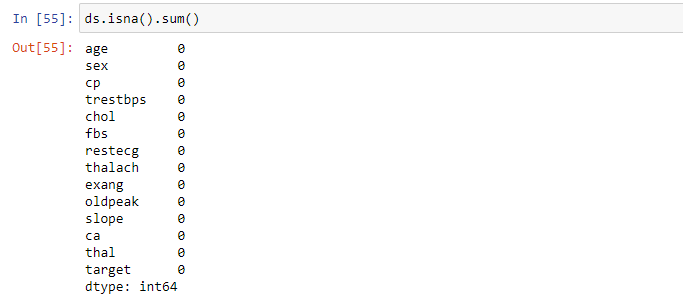 In [55]: ds.isna().sum()
Out[55]: age 0
sex 0
cp 0
trestbps 0
chol 0
fbs 0
restecg 0
thalach 0
exang 0
oldpeak 0
slope 0
ca 0
thal 0
target 0
dtype: int64